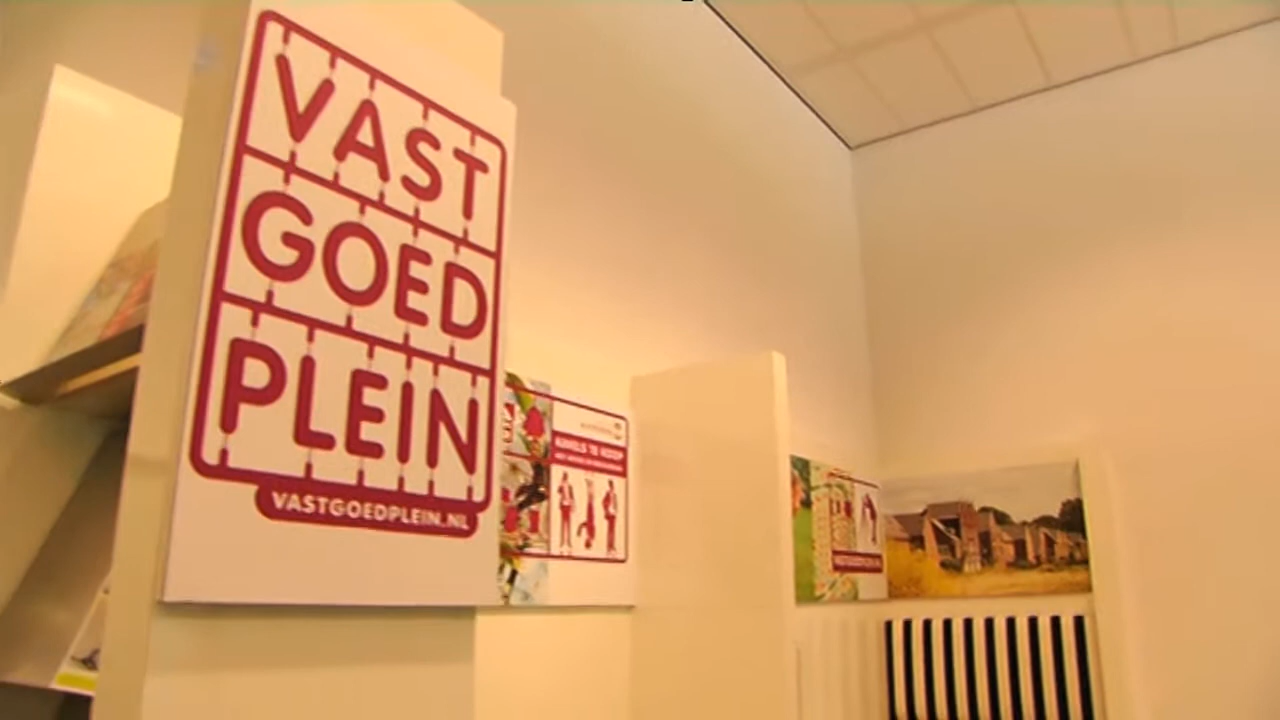 VAST
GOED
PLEIN
VASTGOEDPLEIN.NL
KAVELS TE KOOP